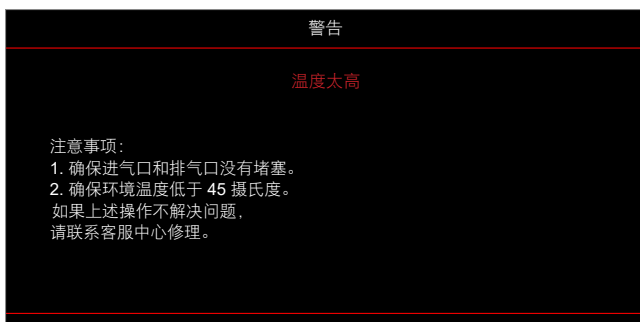 警告
温度太高
注意事项：
1. 确保进气口和排气口没有堵塞。
2. 确保环境温度低于 45 摄氏度。
如果上述操作不解决问题，
请联系客服中心修理。